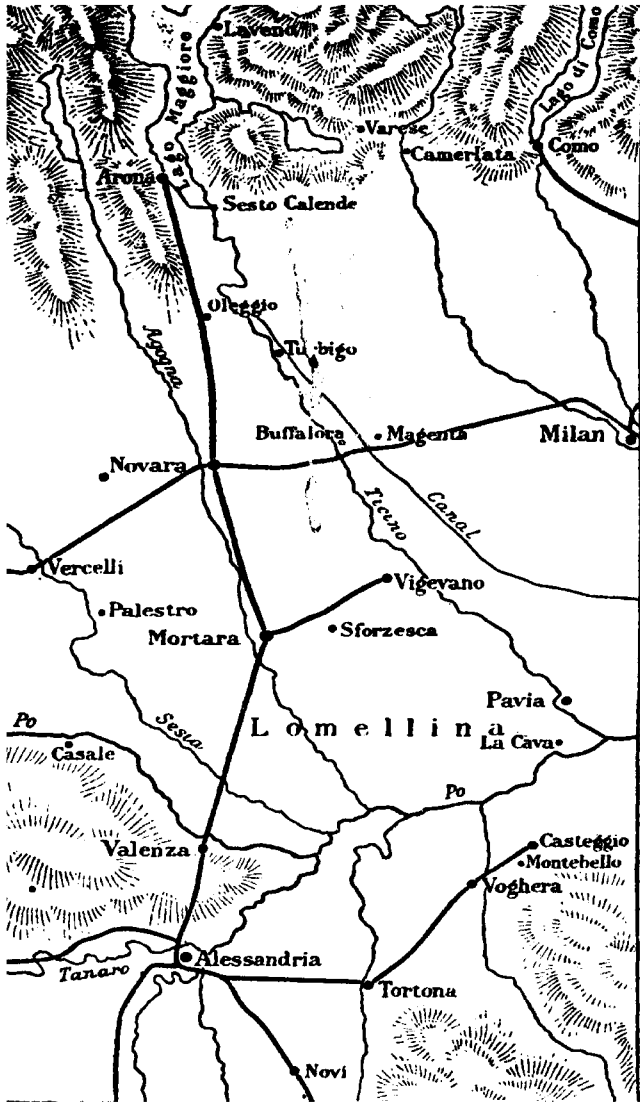 Laveno
Lago Maggiore
Lago di Como
Varese
Camerlata
Como
Arona
Sesto Calende
Oleggio
Agogna
Tu bigo
Buffalora
Magenta
Milan
Novara
Ticino
Canal
Vercelli
Vigevano
Palestro
Mortara
Sforzesca
Pavia
Lomellina
Po
Sesia
La Cava
Casale
Po
Valenza
Casteggio
Montebello
Voghera
Alessandria
Tanaro
Tortona
Novi